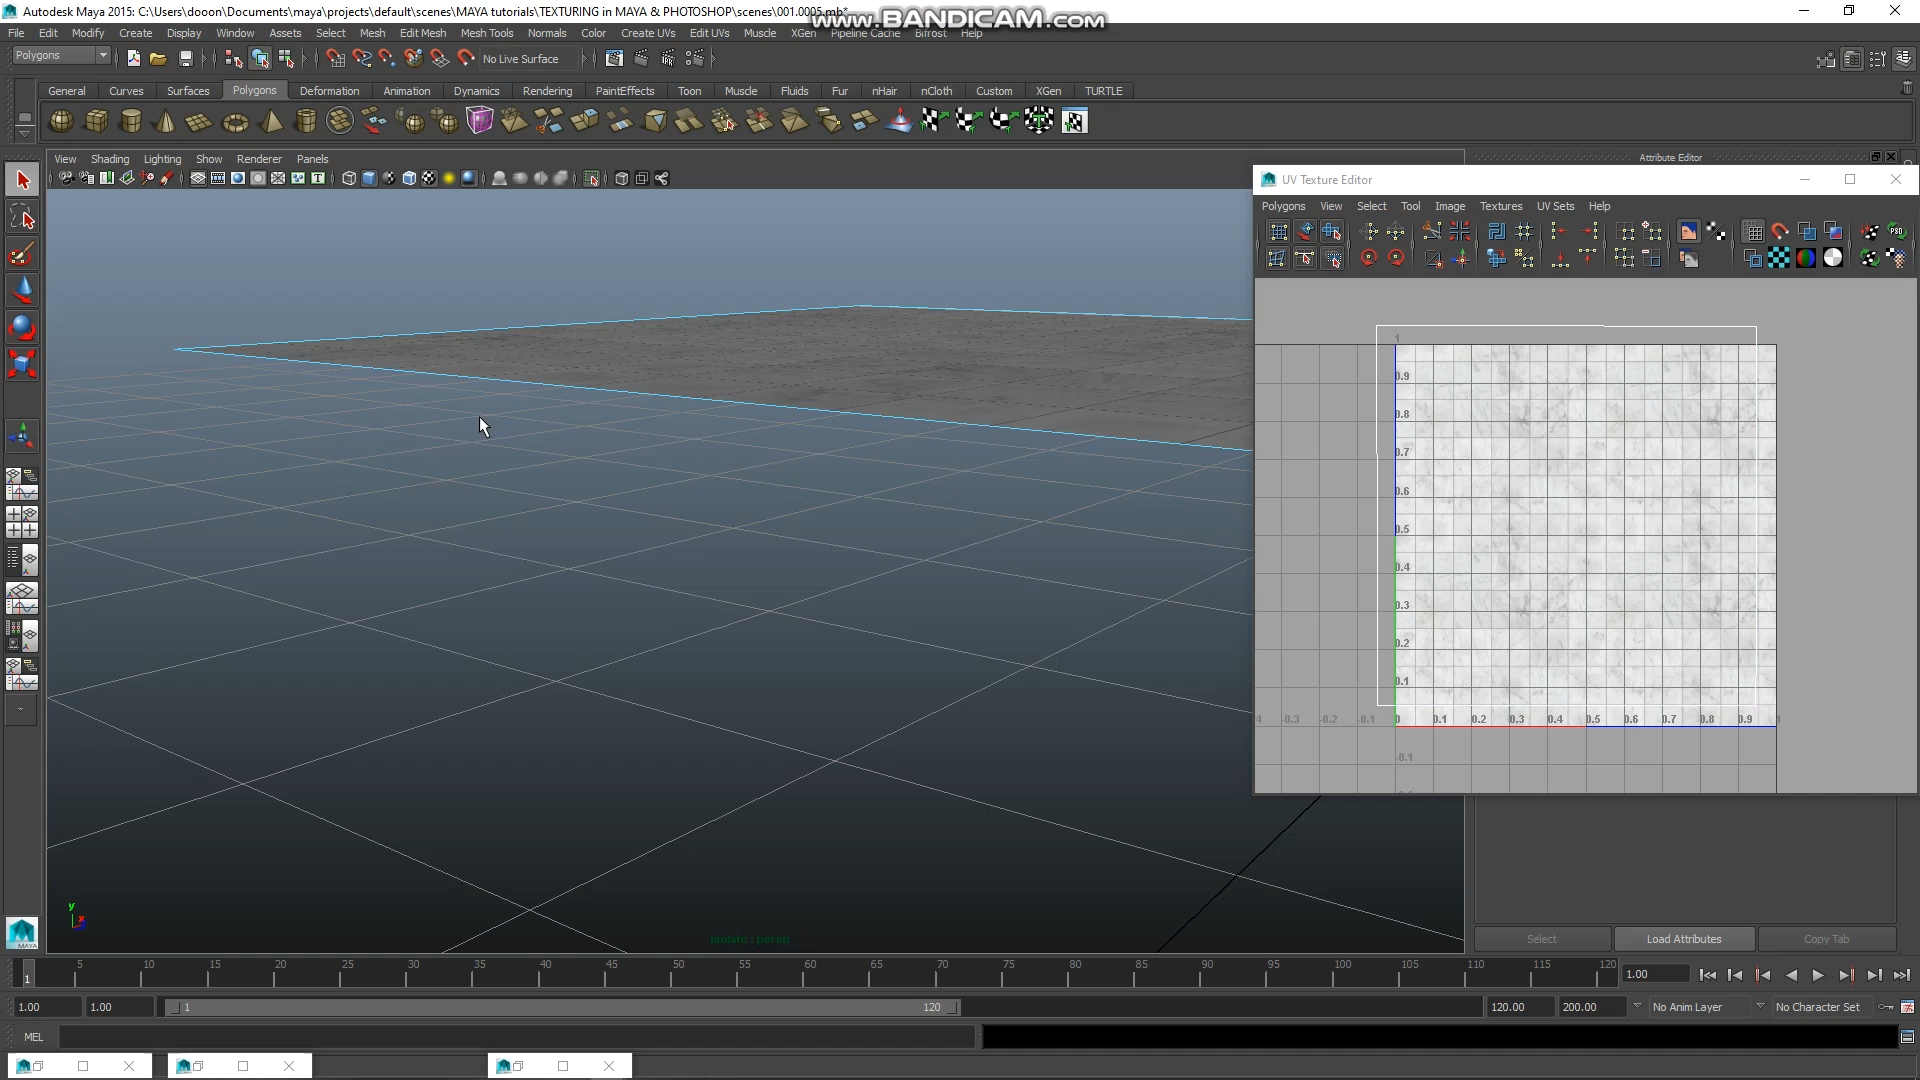 Autodesk Maya 2015: C:\Users\dooon\Documents\maya\projects\default\scenes\MAYA tutorials\TEXTURING in MAYA & PHOTOSHOP\scenes\001.0005.mb*
www.BANDICAM.com
File Edit Modify Create Display Window Assets Select Mesh Edit Mesh Mesh Tools Normals Color Create UVs Edit UVs Muscle XGen Pipeline Cache Bifrost Help
Polygons No Live Surface
General Curves Surfaces Polygons Deformation Animation Dynamics Rendering PaintEffects Toon Muscle Fluids Fur nHair nCloth Custom XGen TURTLE
View Shading Lighting Show Renderer Panels
Attribute Editor
UV Texture Editor
Polygons View Select Tool Image Textures UV Sets Help
PSD
1
0.9
0.8
0.7
0.6
0.5
0.4
0.3
0.2
0.1
4 -0.3 -0.2 -0.1 0 0.1 0.2 0.3 0.4 0.5 0.6 0.7 0.8 0.9 1
-0.1
y
x
Isolate : persp
MAYA
Select Load Attributes Copy Tab
1 5 10 15 20 25 30 35 40 45 50 55 60 65 70 75 80 85 90 95 100 105 110 115 120 1.00
1.00 1.00 1 120 120.00 200.00 No Anim Layer No Character Set
MEL